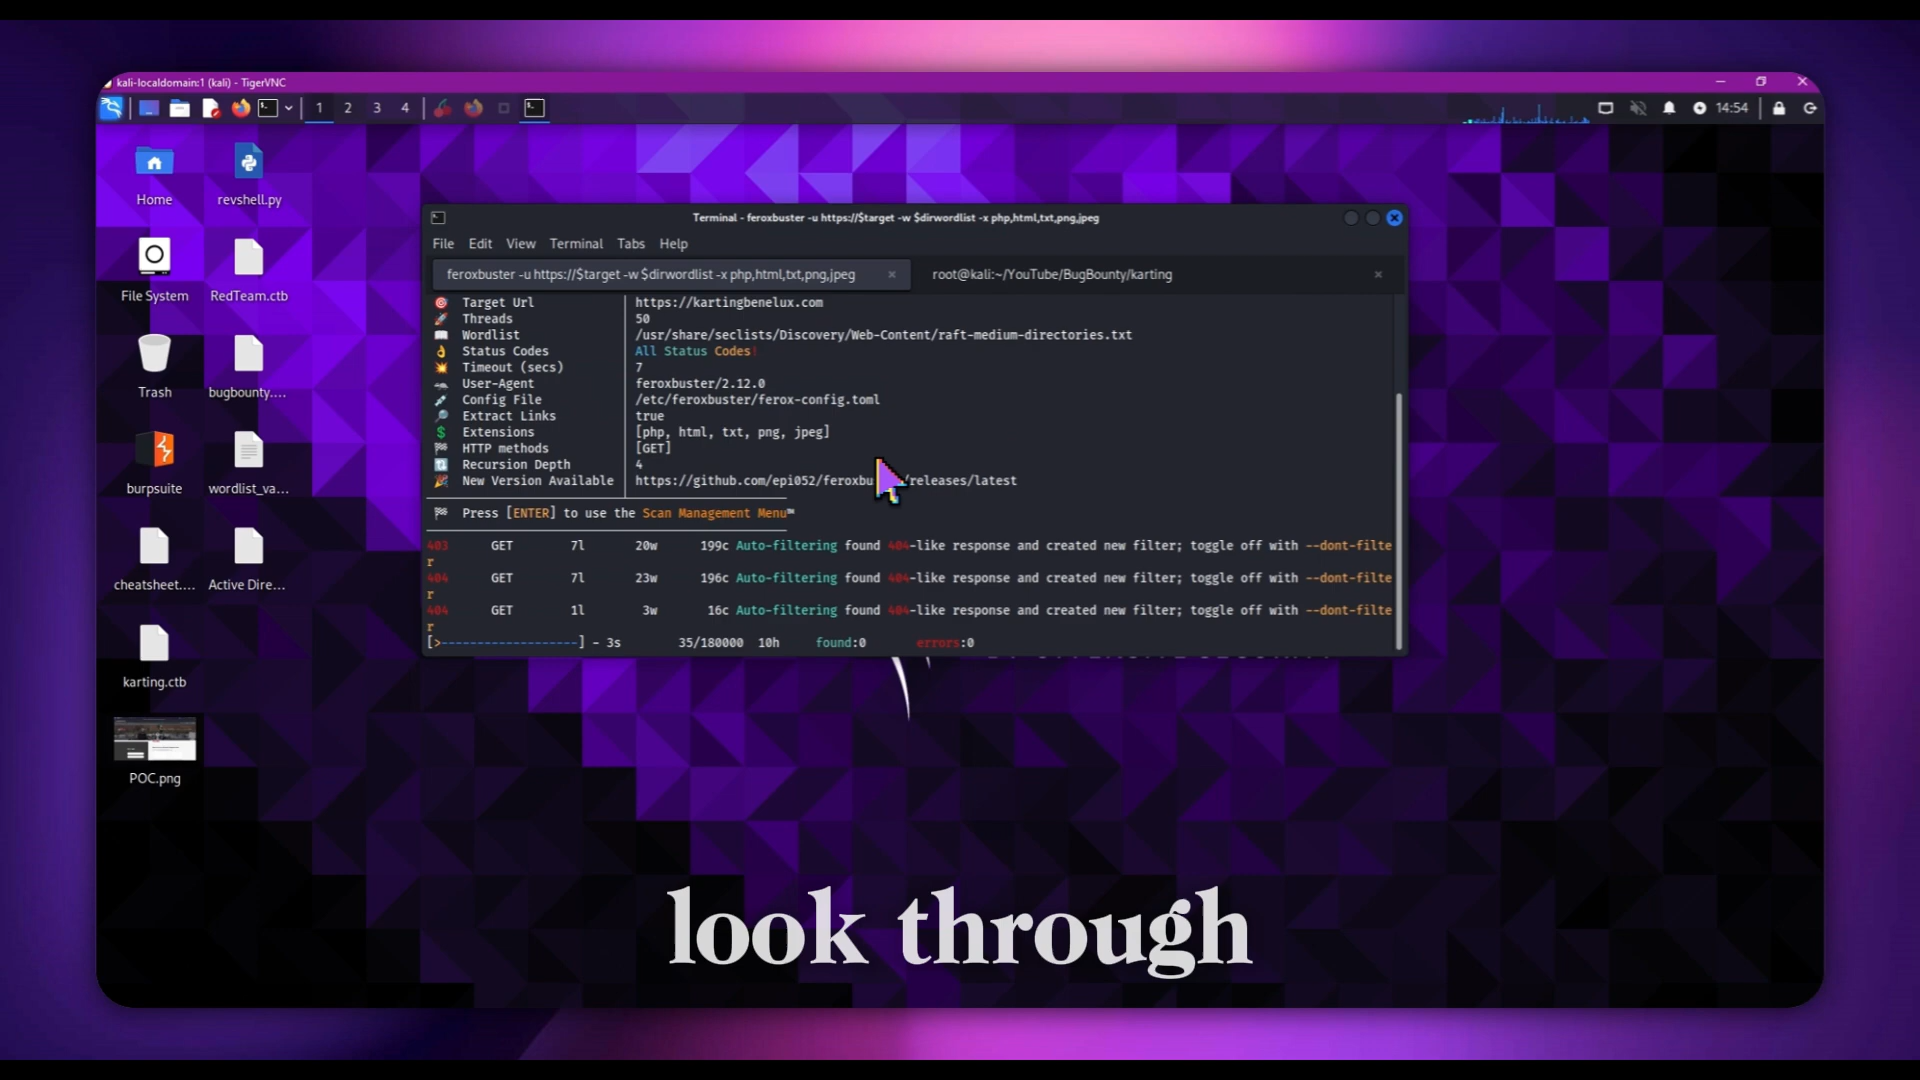 kali-localdomain:1 (kali) - TigerVNC
1 2 3 4
14:54
Home
revshell.py
File System
RedTeam.ctb
Trash
bugbounty....
burpsuite
wordlist_va...
cheatsheet....
Active Dire...
karting.ctb
POC.png
Terminal - feroxbuster -u https://$target -w $dirwordlist -x php,html,txt,png,jpeg
File Edit View Terminal Tabs Help
feroxbuster -u https://$target -w $dirwordlist -x php,html,txt,png,jpeg
root@kali:~/YouTube/BugBounty/karting
Target Url https://kartingbenelux.com
Threads 50
Wordlist /usr/share/seclists/Discovery/Web-Content/raft-medium-directories.txt
Status Codes All Status Codes!
Timeout (secs) 7
User-Agent feroxbuster/2.12.0
Config File /etc/feroxbuster/ferox-config.toml
Extract Links true
Extensions [php, html, txt, png, jpeg]
HTTP methods [GET]
Recursion Depth 4
New Version Available https://github.com/epi052/feroxbu /releases/latest
Press [ENTER] to use the Scan Management Menu™
403 GET 7l 20w 199c Auto-filtering found 404-like response and created new filter; toggle off with --dont-filte
r
404 GET 7l 23w 196c Auto-filtering found 404-like response and created new filter; toggle off with --dont-filte
r
404 GET 1l 3w 16c Auto-filtering found 404-like response and created new filter; toggle off with --dont-filte
r
[>-------------------] - 3s 35/180000 10h found:0 errors:0
look through